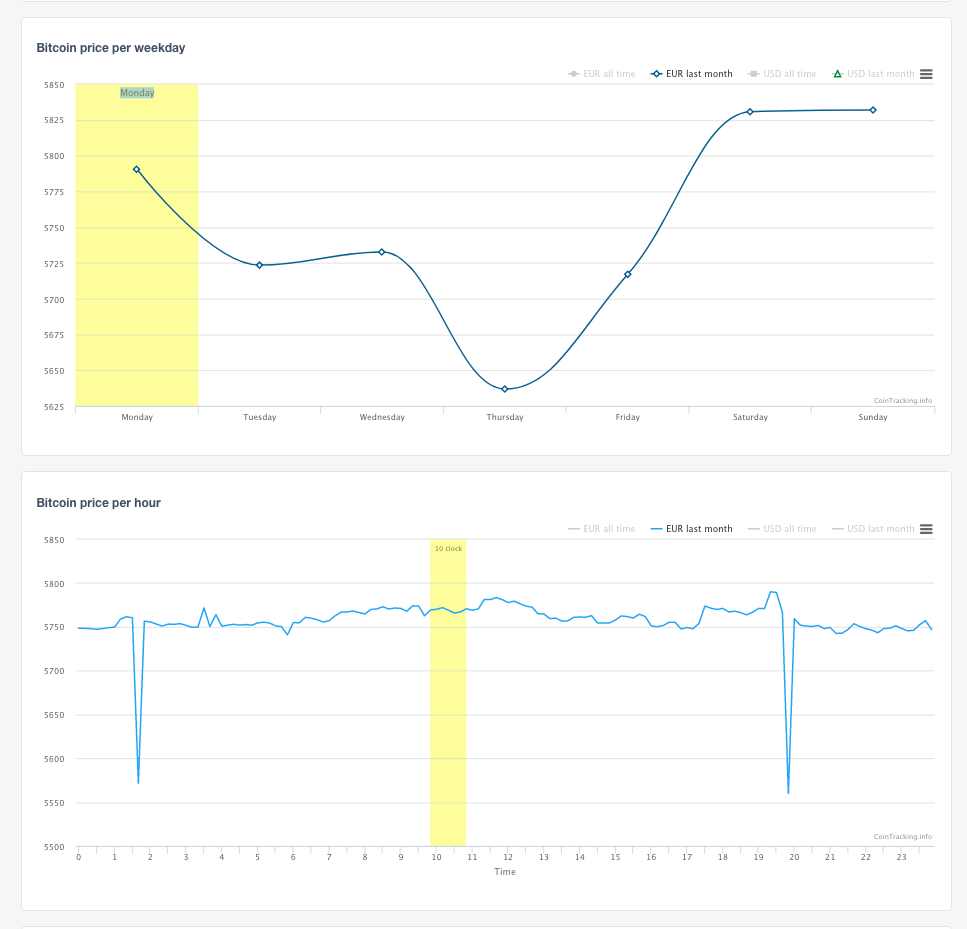 Bitcoin price per weekday
EUR all time EUR last month USD all time USD last month
5850
Monday
5825
5800
5775
5750
5725
5700
5675
5650
5625
CoinTracking.info
Monday Tuesday Wednesday Thursday Friday Saturday Sunday
Bitcoin price per hour
EUR all time EUR last month USD all time USD last month
5850
10 clock
5800
5750
5700
5650
5600
5550
5500
CoinTracking.info
0 1 2 3 4 5 6 7 8 9 10 11 12 13 14 15 16 17 18 19 20 21 22 23
Time